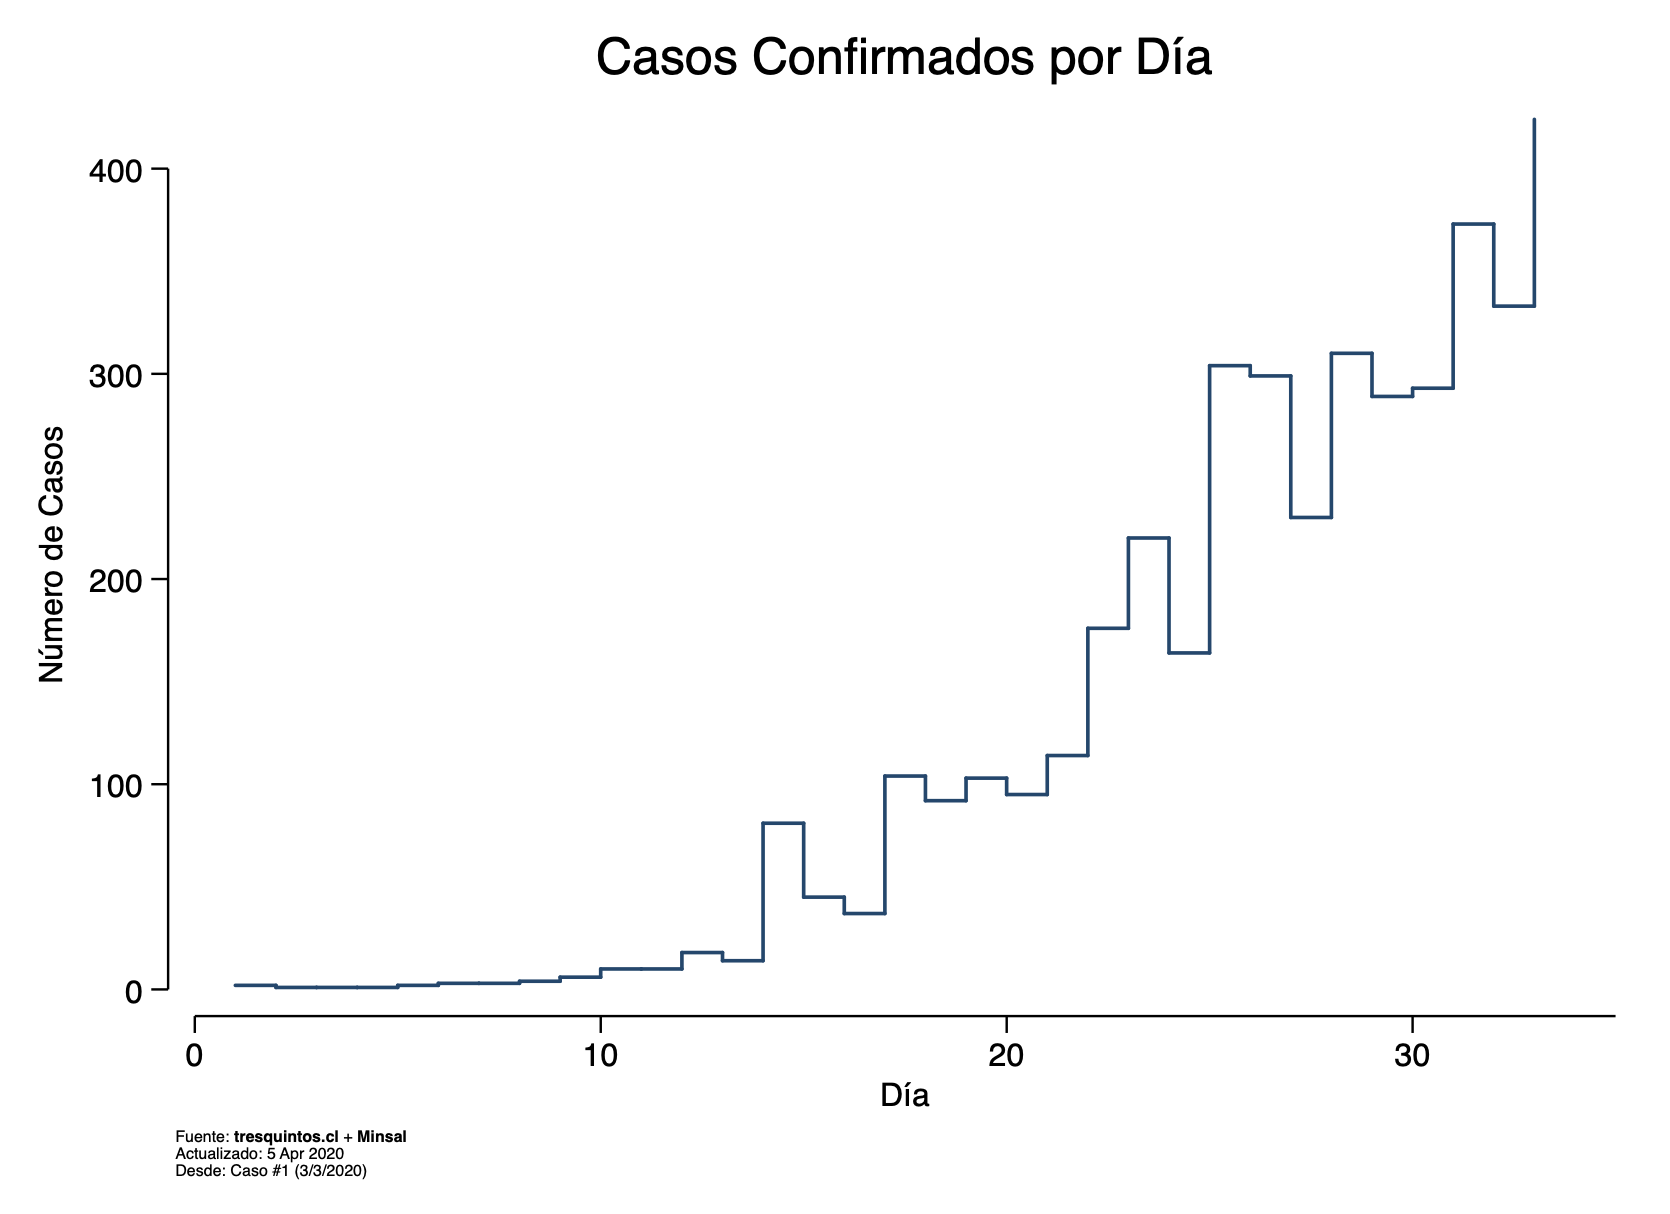 Casos Confirmados por Día
400
300
200
100
0
Número de Casos
0 10 20 30
Día
Fuente: tresquintos.cl + Minsal
Actualizado: 5 Apr 2020
Desde: Caso #1 (3/3/2020)